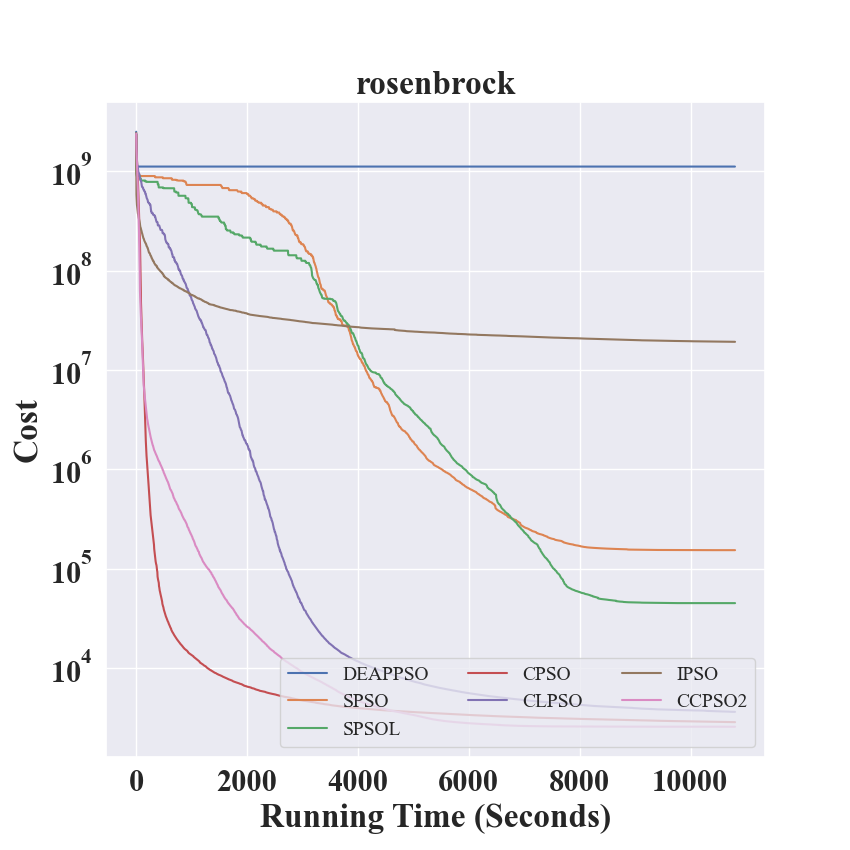 rosenbrock
10^9
10^8
10^7
10^6
10^5
10^4
Cost
DEAPPSO CPSO IPSO
SPSO CLPSO CCPSO2
SPSOL
0 2000 4000 6000 8000 10000
Running Time (Seconds)